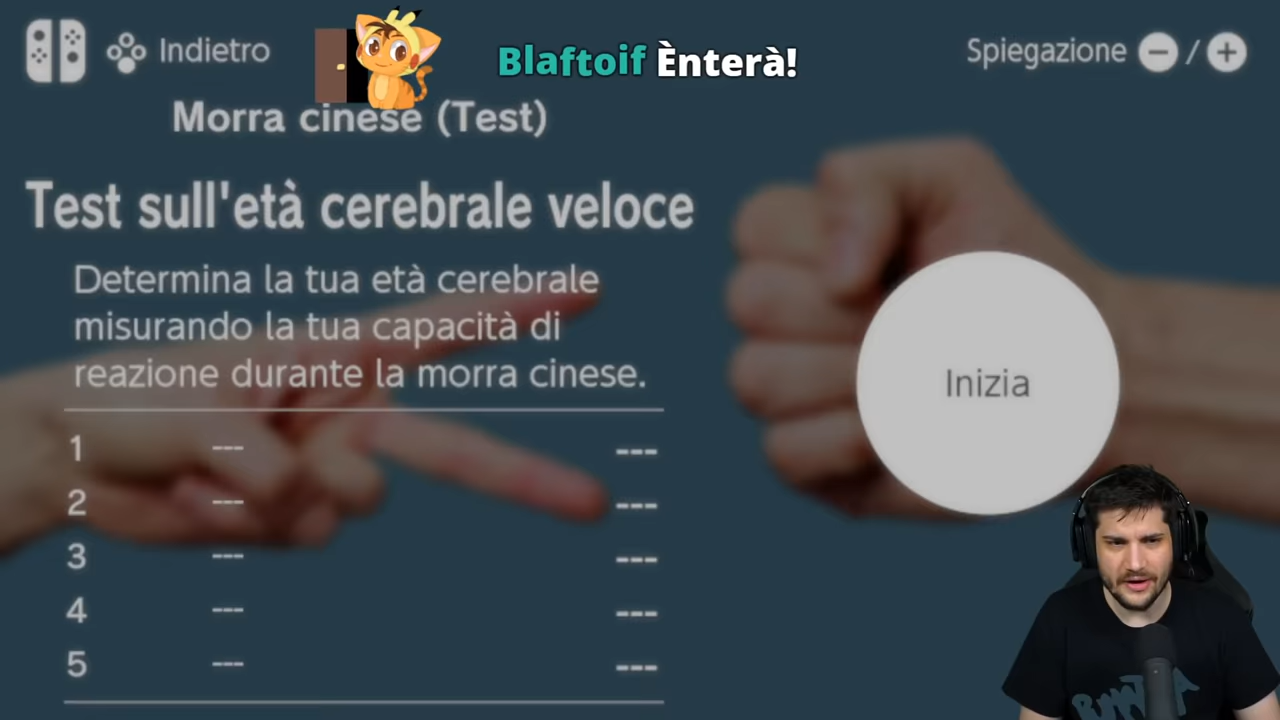 Indietro
Blaftoif Ènterà!
Spiegazione − / +
Morra cinese (Test)
Test sull'età cerebrale veloce
Determina la tua età cerebrale
misurando la tua capacità di
reazione durante la morra cinese.
1 --- ---
2 --- ---
3 --- ---
4 --- ---
5 --- ---
Inizia